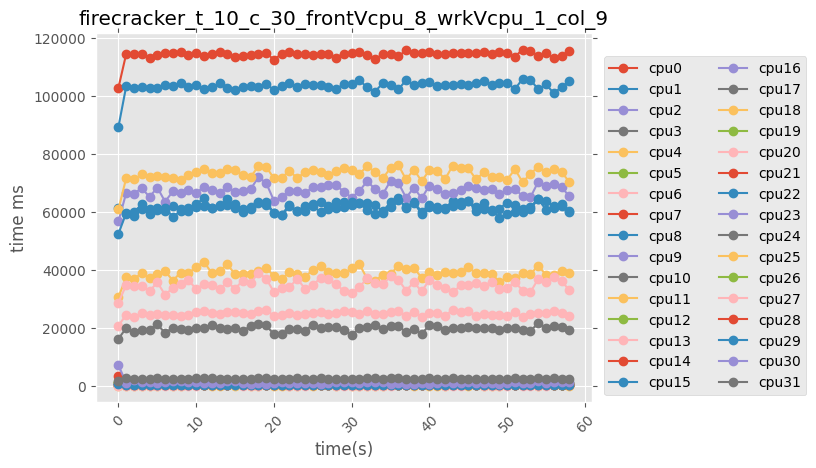 firecracker_t_10_c_30_frontVcpu_8_wrkVcpu_1_col_9
120000
100000
80000
60000
40000
20000
0
time ms
0
10
20
30
40
50
60
time(s)
cpu0
cpu1
cpu2
cpu3
cpu4
cpu5
cpu6
cpu7
cpu8
cpu9
cpu10
cpu11
cpu12
cpu13
cpu14
cpu15
cpu16
cpu17
cpu18
cpu19
cpu20
cpu21
cpu22
cpu23
cpu24
cpu25
cpu26
cpu27
cpu28
cpu29
cpu30
cpu31